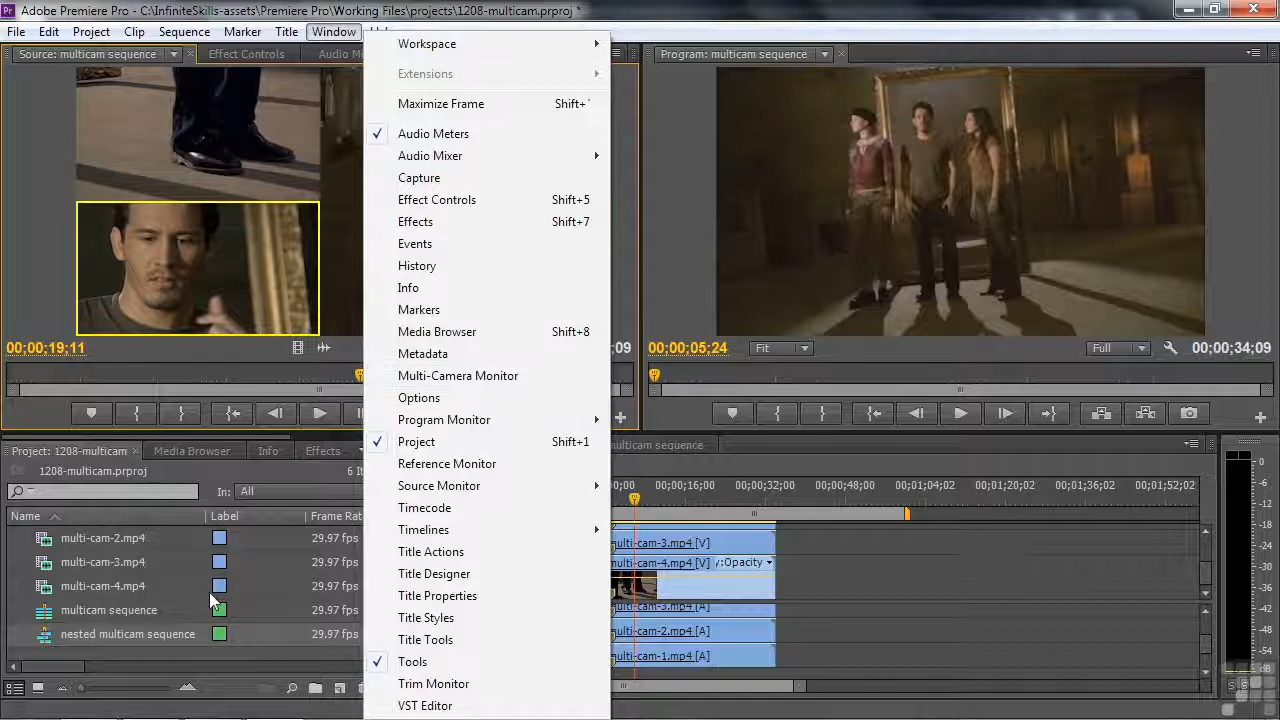 Pr Adobe Premiere Pro - C:\InfiniteSkills-assets\Premiere Pro\Working Files\projects\1208-multicam.prproj *
File Edit Project Clip Sequence Marker Title Window
Source: multicam sequence Effect Controls Audio Mi
Program: multicam sequence
Workspace
Extensions
Maximize Frame Shift+`
Audio Meters
Audio Mixer
Capture
Effect Controls Shift+5
Effects Shift+7
Events
History
Info
Markers
Media Browser Shift+8
Metadata
Multi-Camera Monitor
Options
Program Monitor
Project Shift+1
Reference Monitor
Source Monitor
Timecode
Timelines
Title Actions
Title Designer
Title Properties
Title Styles
Title Tools
Tools
Trim Monitor
VST Editor
00;00;19;11
;09
00;00;05;24 Fit Full 00;00;34;09
Project: 1208-multicam Media Browser Info Effects
1208-multicam.prproj 6 It
In: All
Name Label Frame Rat
multi-cam-2.mp4 29.97 fps
multi-cam-3.mp4 29.97 fps
multi-cam-4.mp4 29.97 fps
multicam sequence 29.97 fps
nested multicam sequence 29.97 fps
multicam sequence
00;00 00;00;16;00 00;00;32;00 00;00;48;00 00;01;04;02 00;01;20;02 00;01;36;02 00;01;52;02
multi-cam-3.mp4 [V]
multi-cam-4.mp4 [V] y:Opacity
multi-cam-3.mp4 [A]
multi-cam-2.mp4 [A]
multi-cam-1.mp4 [A]
0
-6
-12
-18
-24
-30
-36
-42
-48
-54
dB
S S